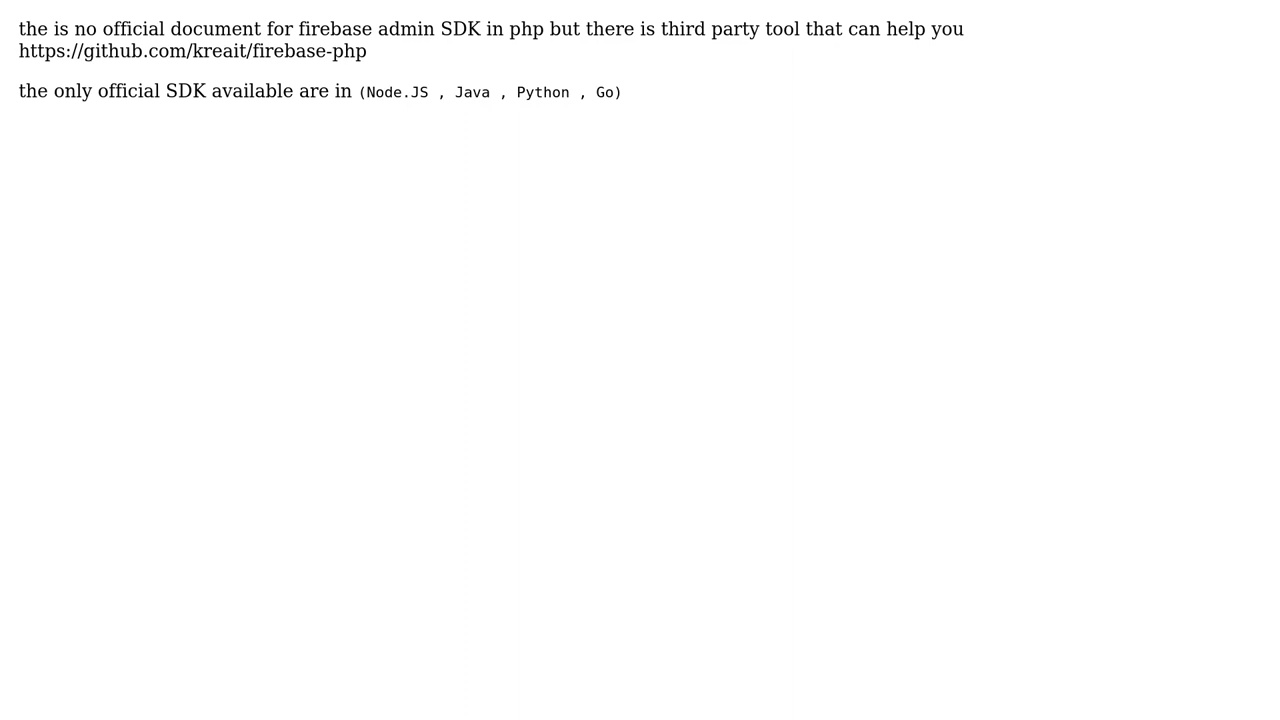 the is no official document for firebase admin SDK in php but there is third party tool that can help you
https://github.com/kreait/firebase-php
the only official SDK available are in (Node.JS , Java , Python , Go)